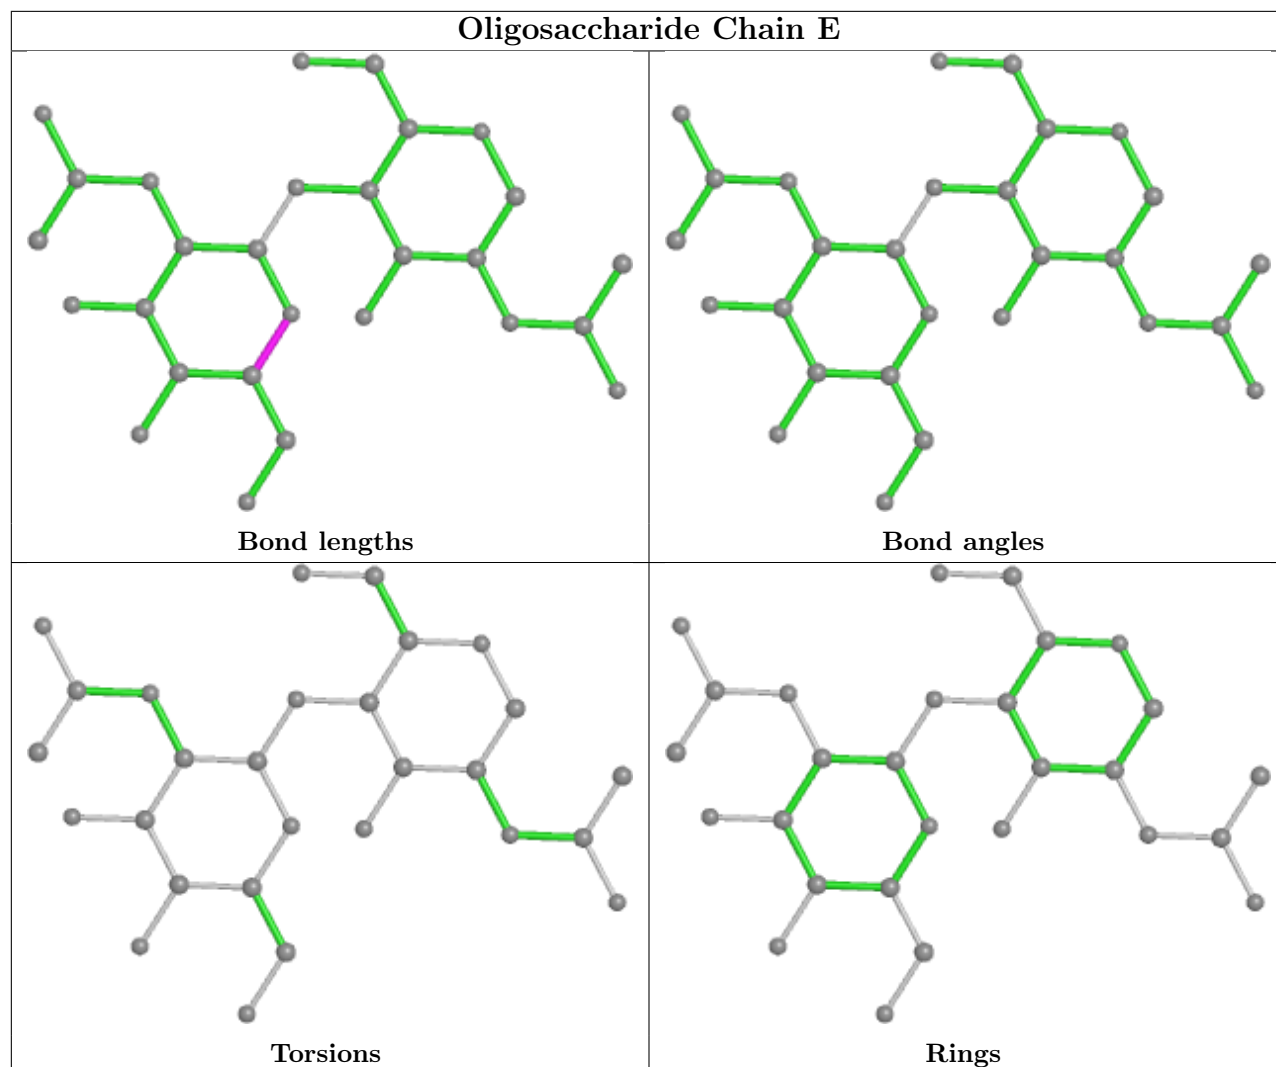 Oligosaccharide Chain E
Bond lengths
Bond angles
Torsions
Rings